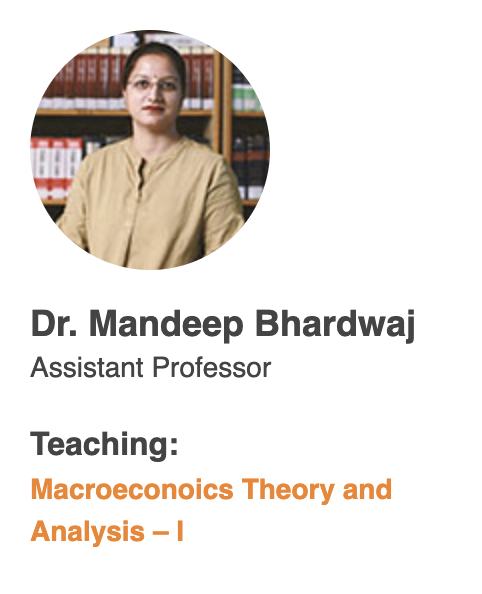 Dr. Mandeep Bhardwaj
Assistant Professor
Teaching:
Macroeconoics Theory and
Analysis – I